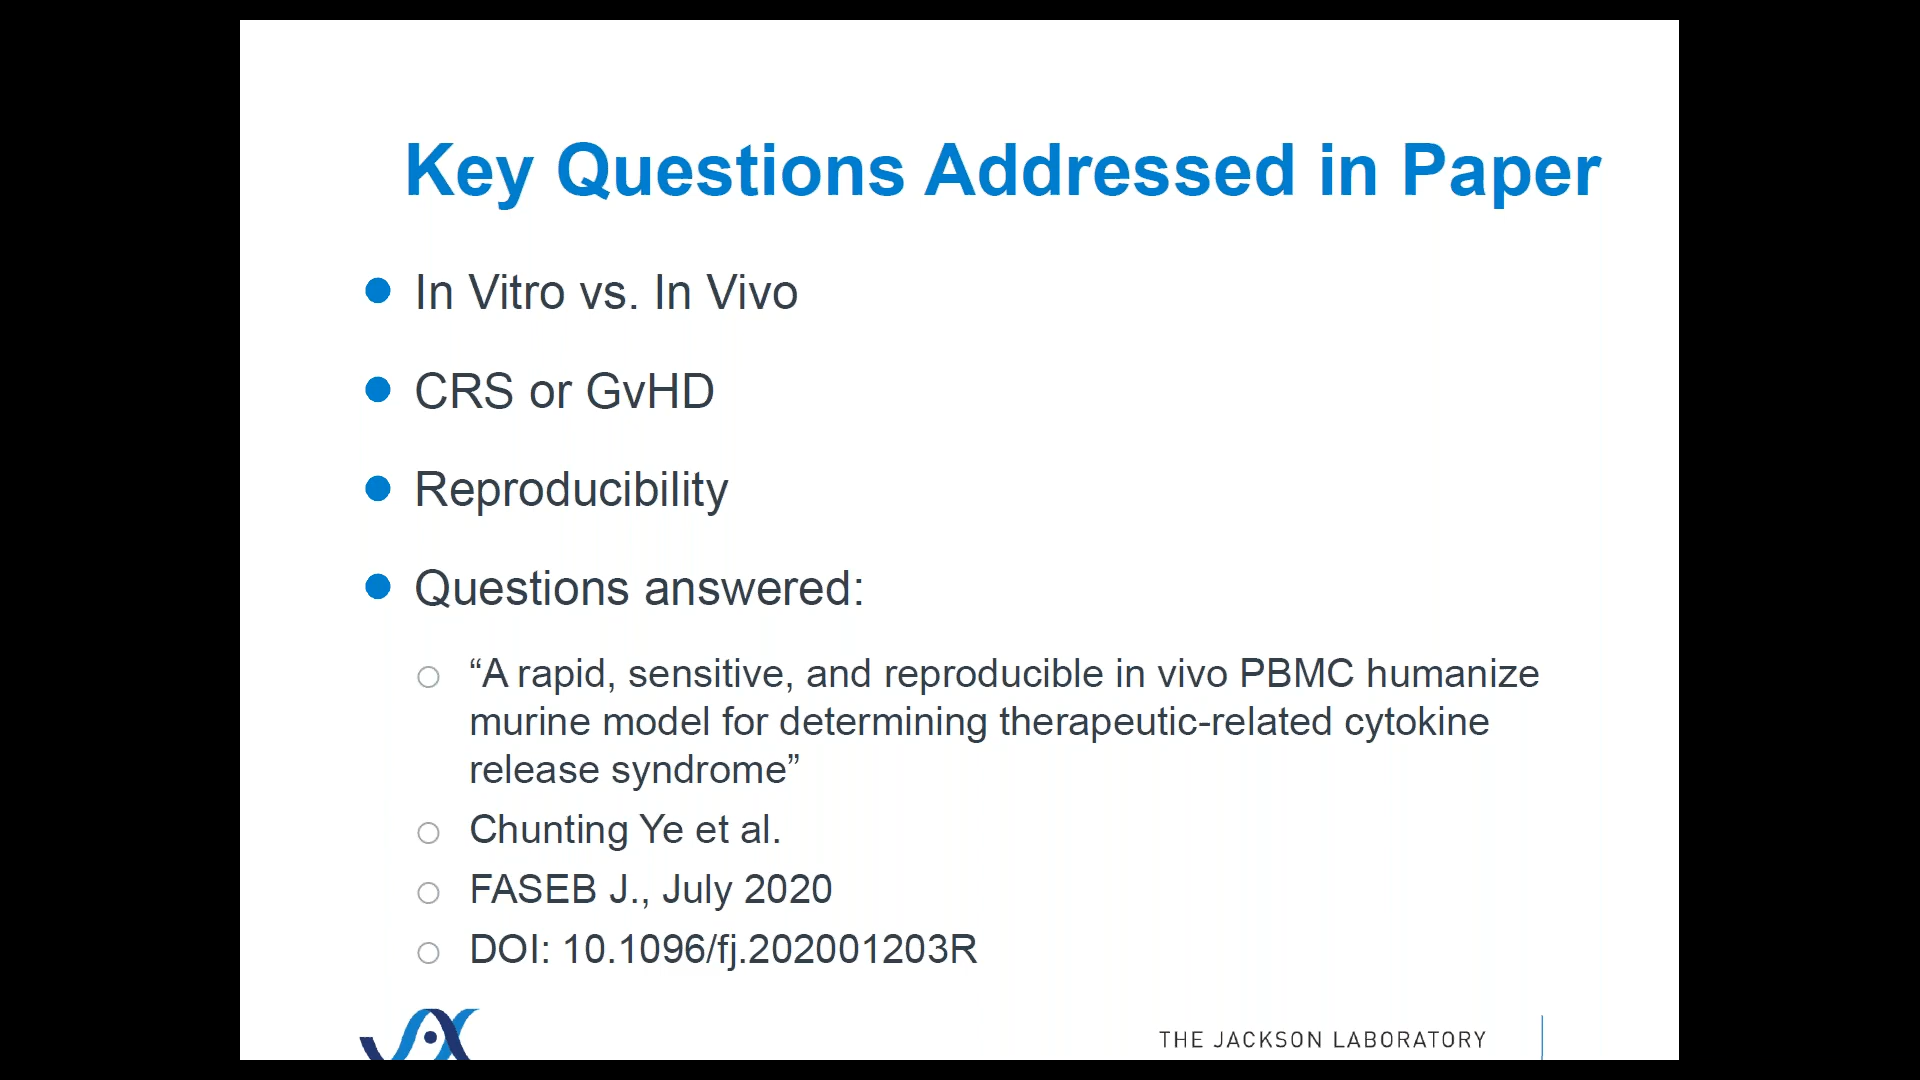 Key Questions Addressed in Paper
In Vitro vs. In Vivo
CRS or GvHD
Reproducibility
Questions answered:
“A rapid, sensitive, and reproducible in vivo PBMC humanize
murine model for determining therapeutic-related cytokine
release syndrome”
Chunting Ye et al.
FASEB J., July 2020
DOI: 10.1096/fj.202001203R
THE JACKSON LABORATORY